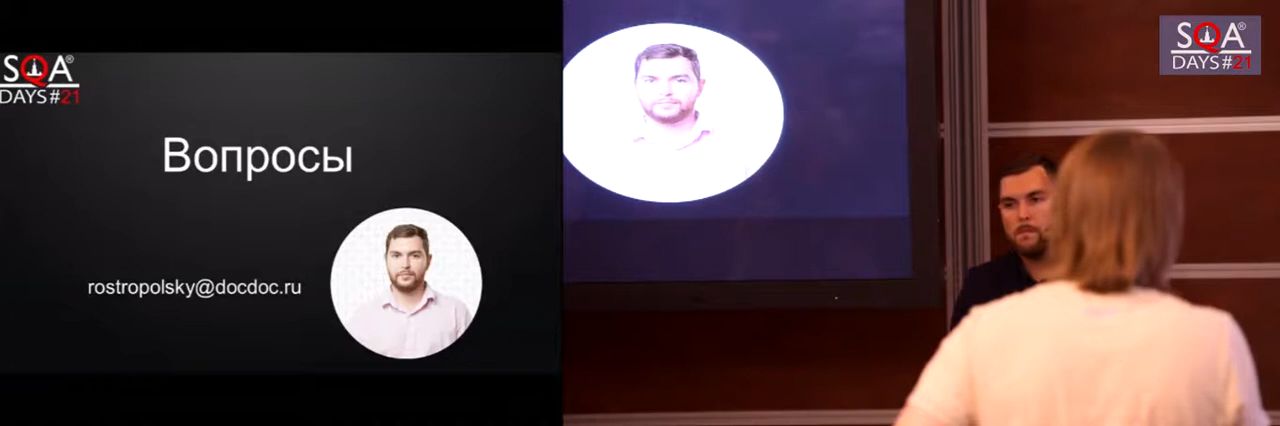 SQA®
DAYS#21
Вопросы
rostropolsky@docdoc.ru
SQA®
DAYS#21